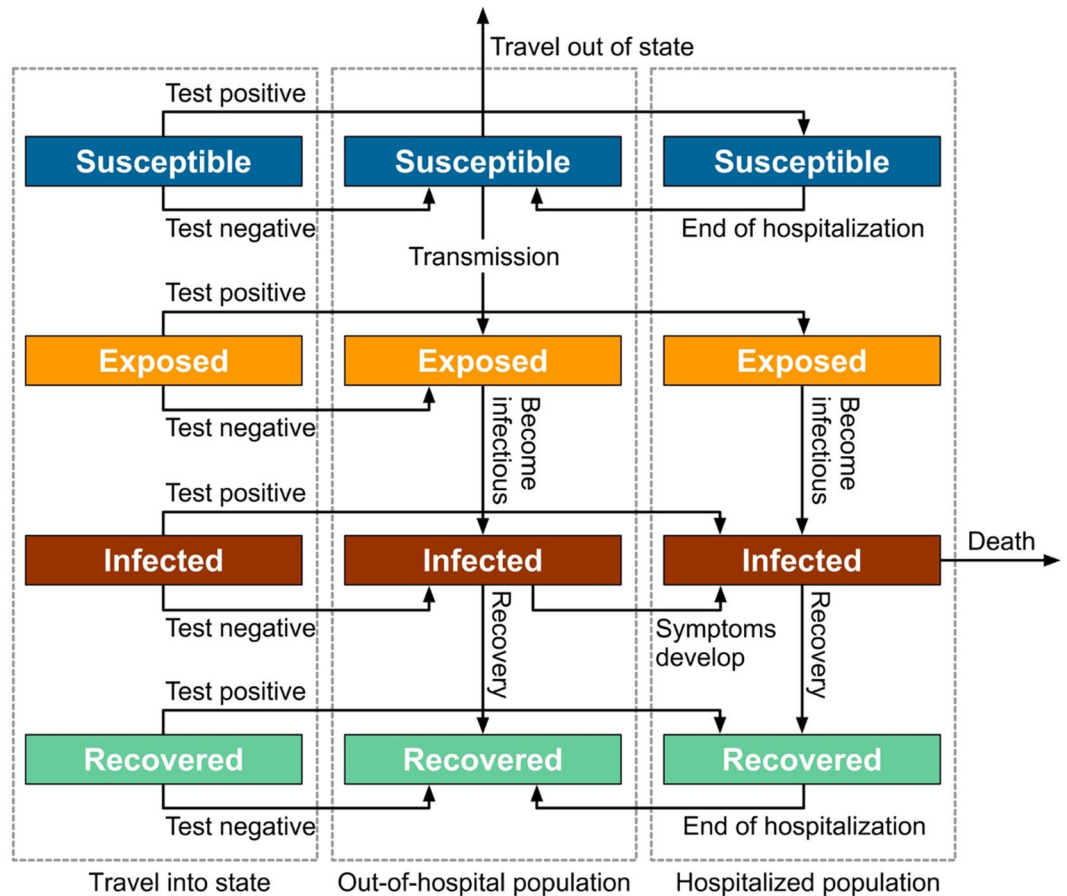 Travel out of state
Test positive
Susceptible
Susceptible
Susceptible
Test negative
End of hospitalization
Transmission
Test positive
Exposed
Exposed
Exposed
Test negative
Become
infectious
Become
infectious
Test positive
Infected
Infected
Infected
Death
Test negative
Recovery
Symptoms
develop
Recovery
Test positive
Recovered
Recovered
Recovered
Test negative
End of hospitalization
Travel into state
Out-of-hospital population
Hospitalized population